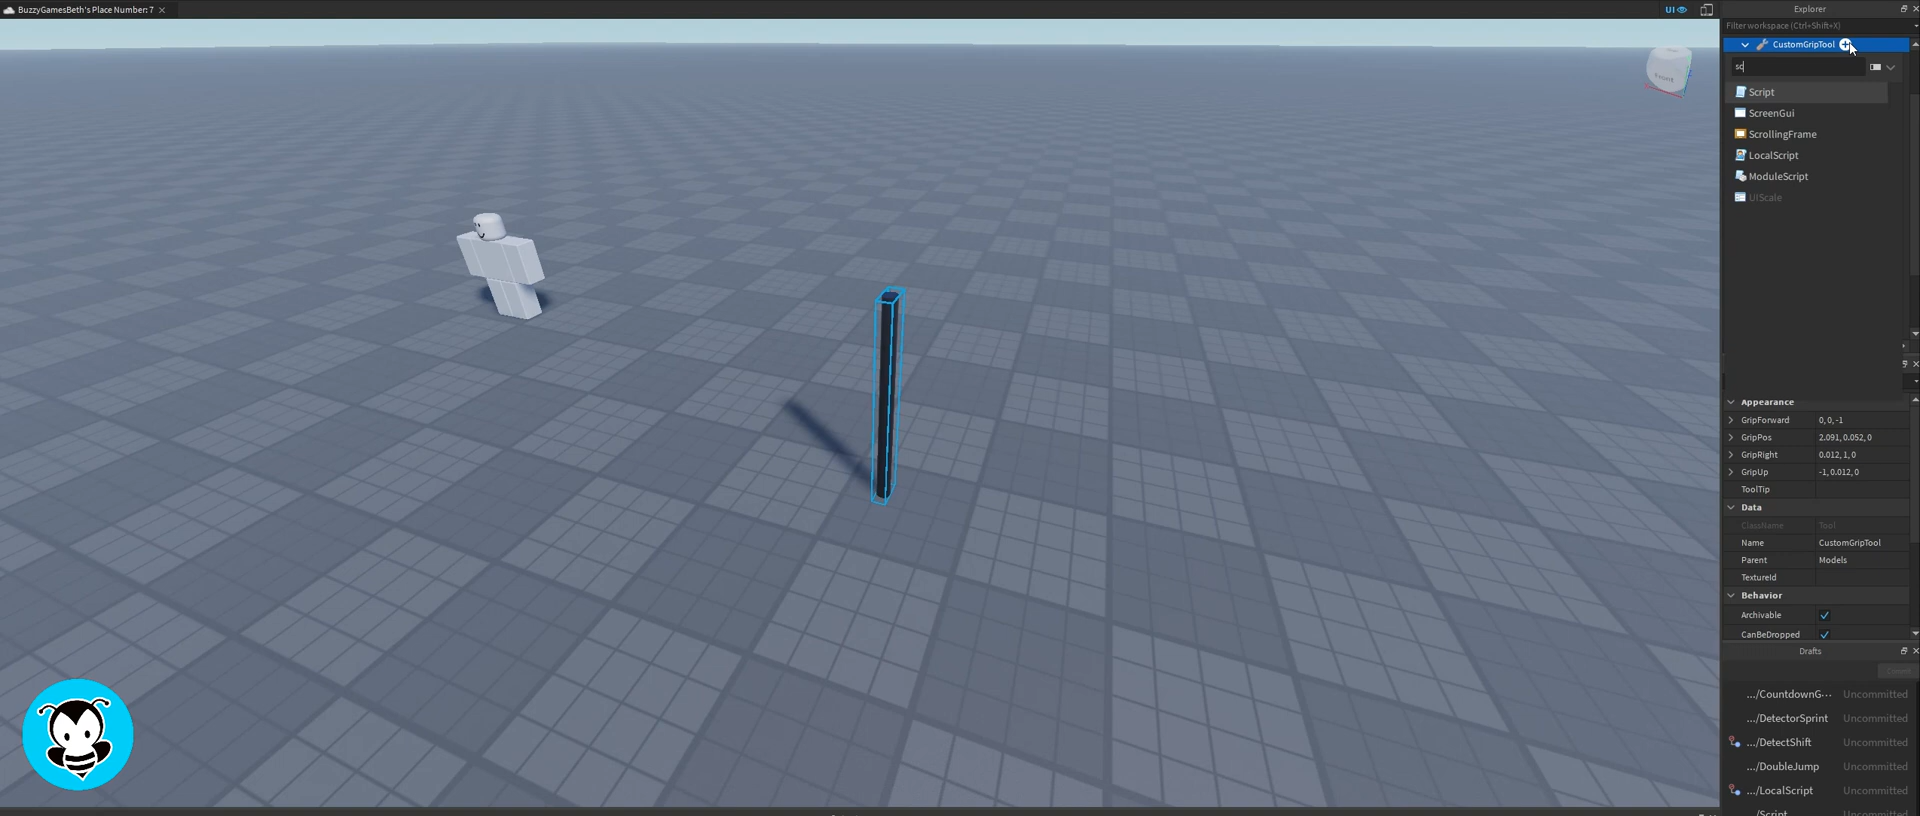 BuzzyGamesBeth's Place Number: 7
UI
Explorer
Filter workspace (Ctrl+Shift+X)
CustomGripTool
sc
Script
ScreenGui
ScrollingFrame
LocalScript
ModuleScript
UIScale
Appearance
GripForward 0, 0, -1
GripPos 2.091, 0.052, 0
GripRight 0.012, 1, 0
GripUp -1, 0.012, 0
ToolTip
Data
ClassName Tool
Name CustomGripTool
Parent Models
TextureId
Behavior
Archivable
CanBeDropped
Drafts
.../CountdownG··· Uncommitted
.../DetectorSprint Uncommitted
.../DetectShift Uncommitted
.../DoubleJump Uncommitted
.../LocalScript Uncommitted
.../Script Uncommitted